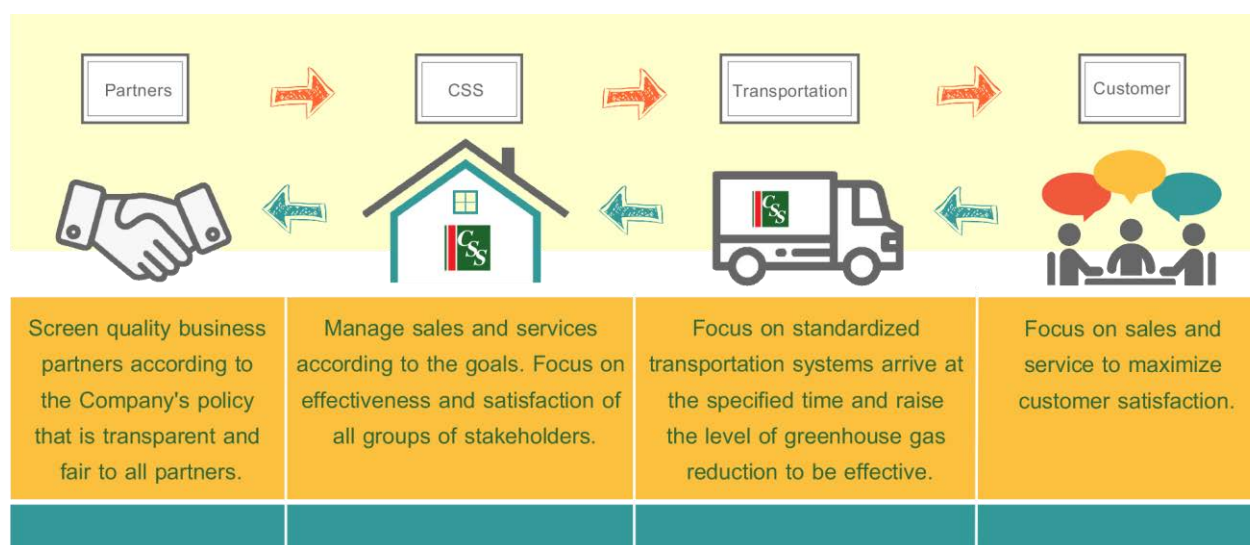 Partners
CSS
Transportation
Customer
CSS
CSS
Screen quality business
partners according to
the Company's policy
that is transparent and
fair to all partners.
Manage sales and services
according to the goals. Focus on
effectiveness and satisfaction of
all groups of stakeholders.
Focus on standardized
transportation systems arrive at
the specified time and raise
the level of greenhouse gas
reduction to be effective.
Focus on sales and
service to maximize
customer satisfaction.